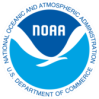 NATIONAL OCEANIC AND ATMOSPHERIC ADMINISTRATION
NOAA
U.S. DEPARTMENT OF COMMERCE